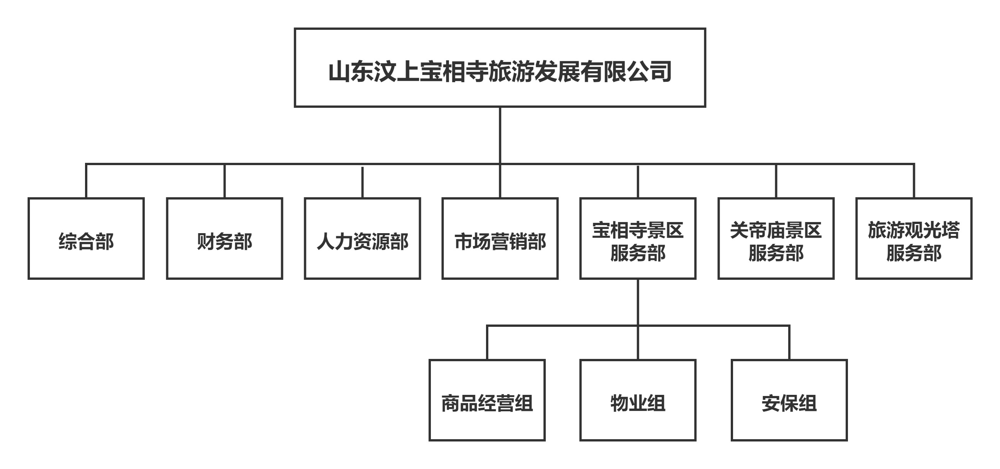 山东汶上宝相寺旅游发展有限公司
综合部
财务部
人力资源部
市场营销部
宝相寺景区
服务部
关帝庙景区
服务部
旅游观光塔
服务部
商品经营组
物业组
安保组